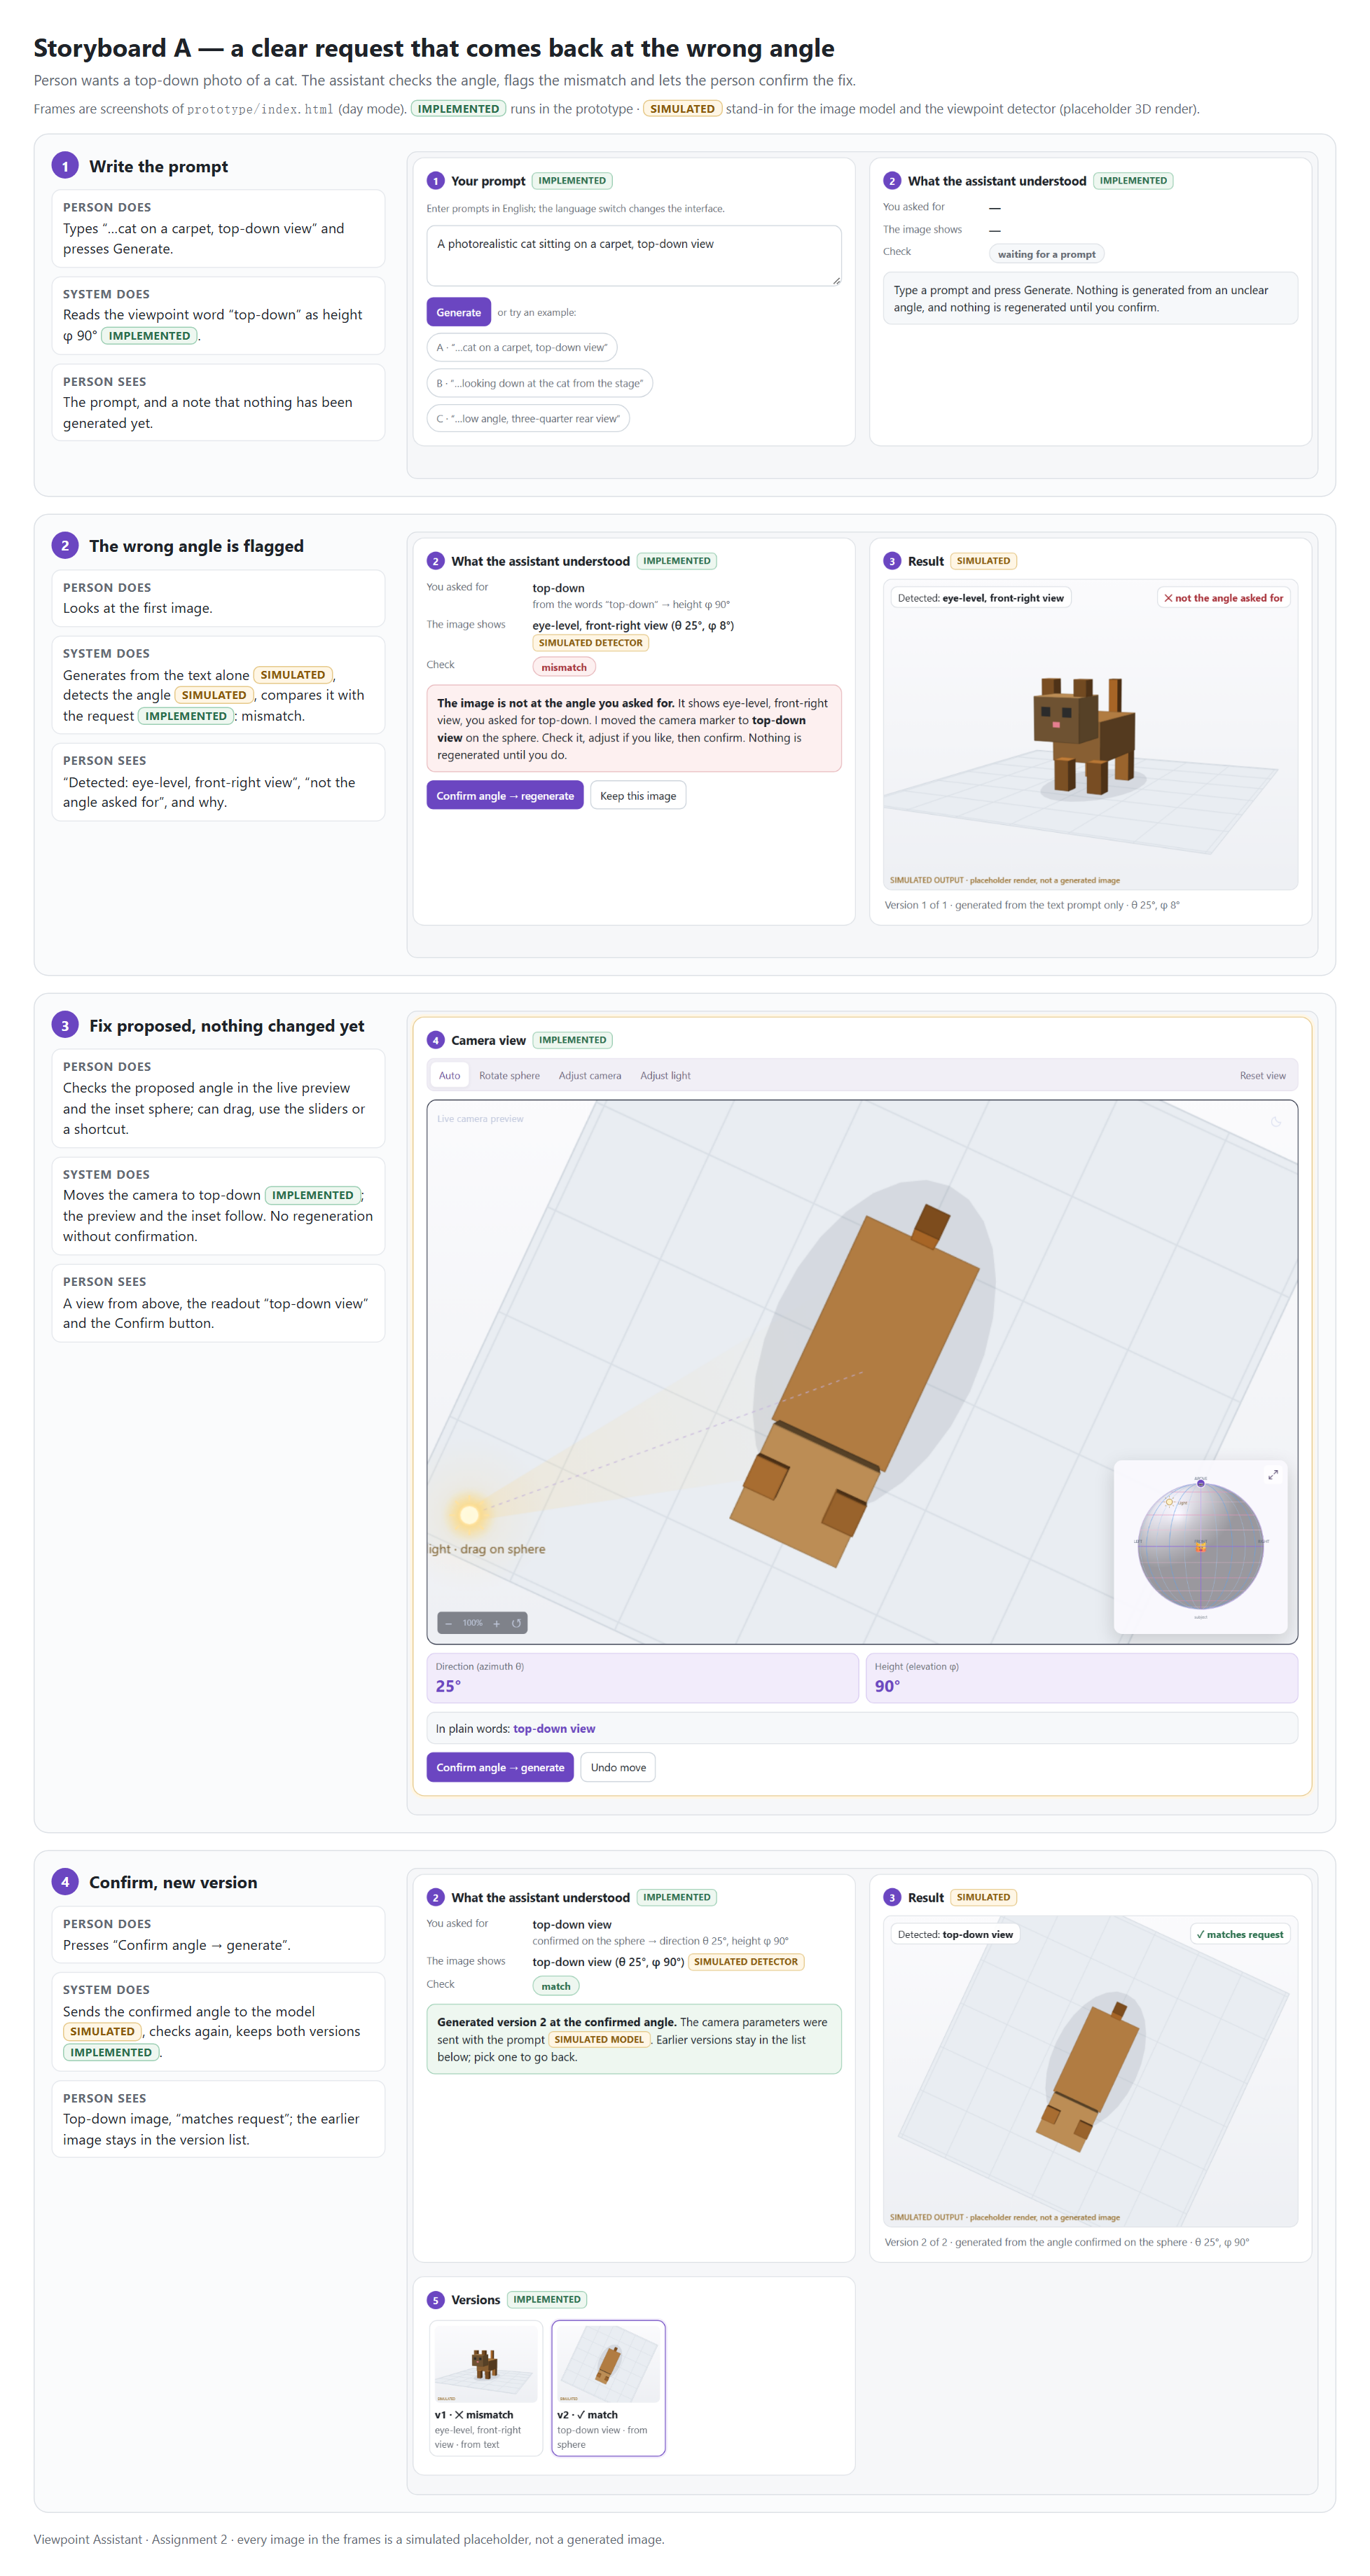 Storyboard A — a clear request that comes back at the wrong angle
Person wants a top-down photo of a cat. The assistant checks the angle, flags the mismatch and lets the person confirm the fix.
Frames are screenshots of prototype/index.html (day mode). IMPLEMENTED runs in the prototype · SIMULATED stand-in for the image model and the viewpoint detector (placeholder 3D render).
1 Write the prompt
PERSON DOES
Types “...cat on a carpet, top-down view” and
presses Generate.
SYSTEM DOES
Reads the viewpoint word “top-down” as height
φ 90° IMPLEMENTED.
PERSON SEES
The prompt, and a note that nothing has been
generated yet.
1 Your prompt IMPLEMENTED
Enter prompts in English; the language switch changes the interface.
A photorealistic cat sitting on a carpet, top-down view
Generate or try an example:
A · “...cat on a carpet, top-down view”
B · “...looking down at the cat from the stage”
C · “...low angle, three-quarter rear view”
2 What the assistant understood IMPLEMENTED
You asked for —
The image shows —
Check waiting for a prompt
Type a prompt and press Generate. Nothing is generated from an unclear
angle, and nothing is regenerated until you confirm.
2 The wrong angle is flagged
PERSON DOES
Looks at the first image.
SYSTEM DOES
Generates from the text alone SIMULATED,
detects the angle SIMULATED, compares it with
the request IMPLEMENTED: mismatch.
PERSON SEES
“Detected: eye-level, front-right view”, “not the
angle asked for”, and why.
2 What the assistant understood IMPLEMENTED
You asked for top-down
from the words “top-down” → height φ 90°
The image shows eye-level, front-right view (θ 25°, φ 8°)
SIMULATED DETECTOR
Check mismatch
The image is not at the angle you asked for. It shows eye-level, front-right
view, you asked for top-down. I moved the camera marker to top-down
view on the sphere. Check it, adjust if you like, then confirm. Nothing is
regenerated until you do.
Confirm angle → regenerate Keep this image
3 Result SIMULATED
Detected: eye-level, front-right view ✕ not the angle asked for
SIMULATED OUTPUT · placeholder render, not a generated image
Version 1 of 1 · generated from the text prompt only · θ 25°, φ 8°
3 Fix proposed, nothing changed yet
PERSON DOES
Checks the proposed angle in the live preview
and the inset sphere; can drag, use the sliders or
a shortcut.
SYSTEM DOES
Moves the camera to top-down IMPLEMENTED;
the preview and the inset follow. No regeneration
without confirmation.
PERSON SEES
A view from above, the readout “top-down view”
and the Confirm button.
4 Camera view IMPLEMENTED
Auto Rotate sphere Adjust camera Adjust light Reset view
Live camera preview
ight · drag on sphere
Light
− 100% +
Direction (azimuth θ)
25°
Height (elevation φ)
90°
In plain words: top-down view
Confirm angle → generate Undo move
4 Confirm, new version
PERSON DOES
Presses “Confirm angle → generate”.
SYSTEM DOES
Sends the confirmed angle to the model
SIMULATED, checks again, keeps both versions
IMPLEMENTED.
PERSON SEES
Top-down image, “matches request”; the earlier
image stays in the version list.
2 What the assistant understood IMPLEMENTED
You asked for top-down view
confirmed on the sphere → direction θ 25°, height φ 90°
The image shows top-down view (θ 25°, φ 90°) SIMULATED DETECTOR
Check match
Generated version 2 at the confirmed angle. The camera parameters were
sent with the prompt SIMULATED MODEL. Earlier versions stay in the list
below; pick one to go back.
3 Result SIMULATED
Detected: top-down view ✓ matches request
SIMULATED OUTPUT · placeholder render, not a generated image
Version 2 of 2 · generated from the angle confirmed on the sphere · θ 25°, φ 90°
5 Versions IMPLEMENTED
SIMULATED
v1 · ✕ mismatch
eye-level, front-right
view · from text
SIMULATED
v2 · ✓ match
top-down view · from
sphere
Viewpoint Assistant · Assignment 2 · every image in the frames is a simulated placeholder, not a generated image.